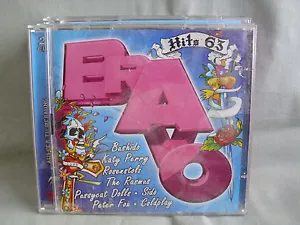 Hits 63
BRAVO
Bushido
Katy Perry
Rosenstolz
The Rasmus
Pussycat Dolls · Sido
Peter Fox · Coldplay